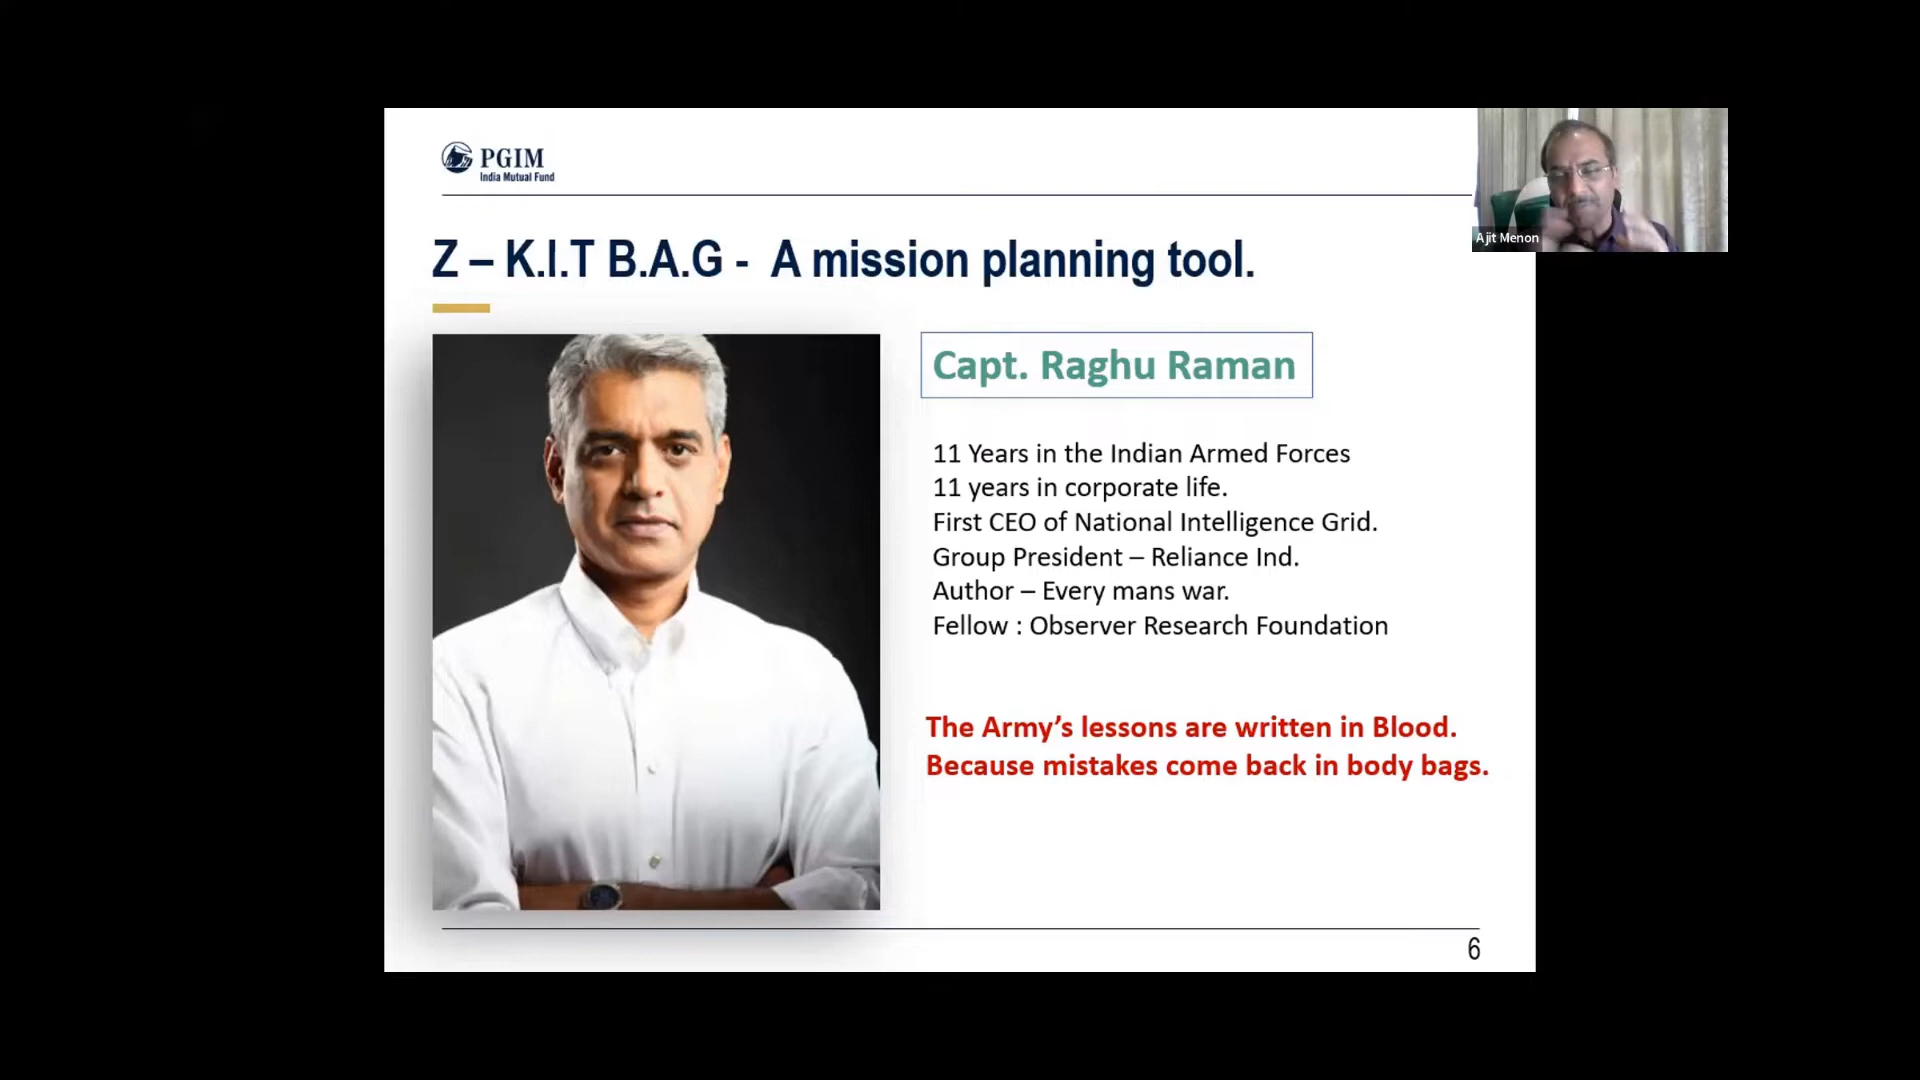 PGIM
India Mutual Fund
Ajit Menon
Z – K.I.T B.A.G - A mission planning tool.
Capt. Raghu Raman
11 Years in the Indian Armed Forces
11 years in corporate life.
First CEO of National Intelligence Grid.
Group President – Reliance Ind.
Author – Every mans war.
Fellow : Observer Research Foundation
The Army’s lessons are written in Blood.
Because mistakes come back in body bags.
6